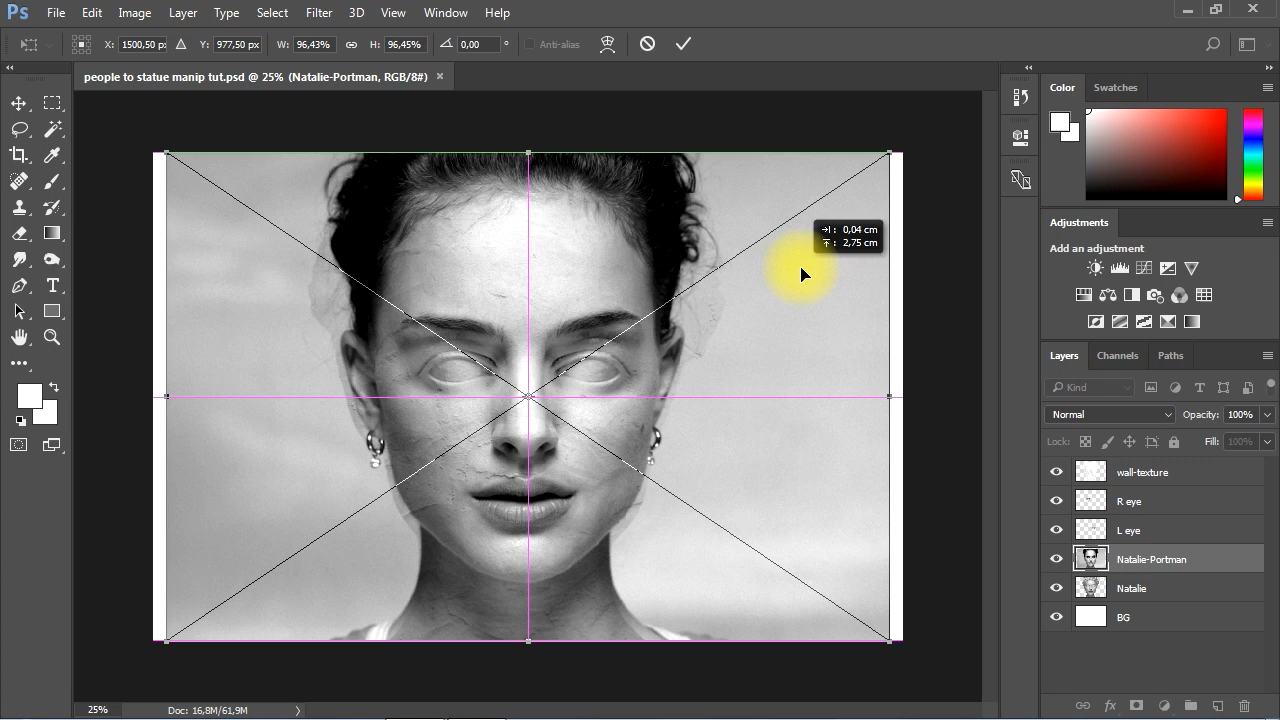 Ps File Edit Image Layer Type Select Filter 3D View Window Help
X: 1500,50 px Y: 977,50 px W: 96,43% H: 96,45% 0,00 ° Anti-alias
people to statue manip tut.psd @ 25% (Natalie-Portman, RGB/8#) ×
Color Swatches
: 0,04 cm
: 2,75 cm
Adjustments
Add an adjustment
Layers Channels Paths
Kind
Normal Opacity: 100%
Lock: Fill: 100%
wall-texture
R eye
L eye
Natalie-Portman
Natalie
BG
25% Doc: 16,8M/61,9M